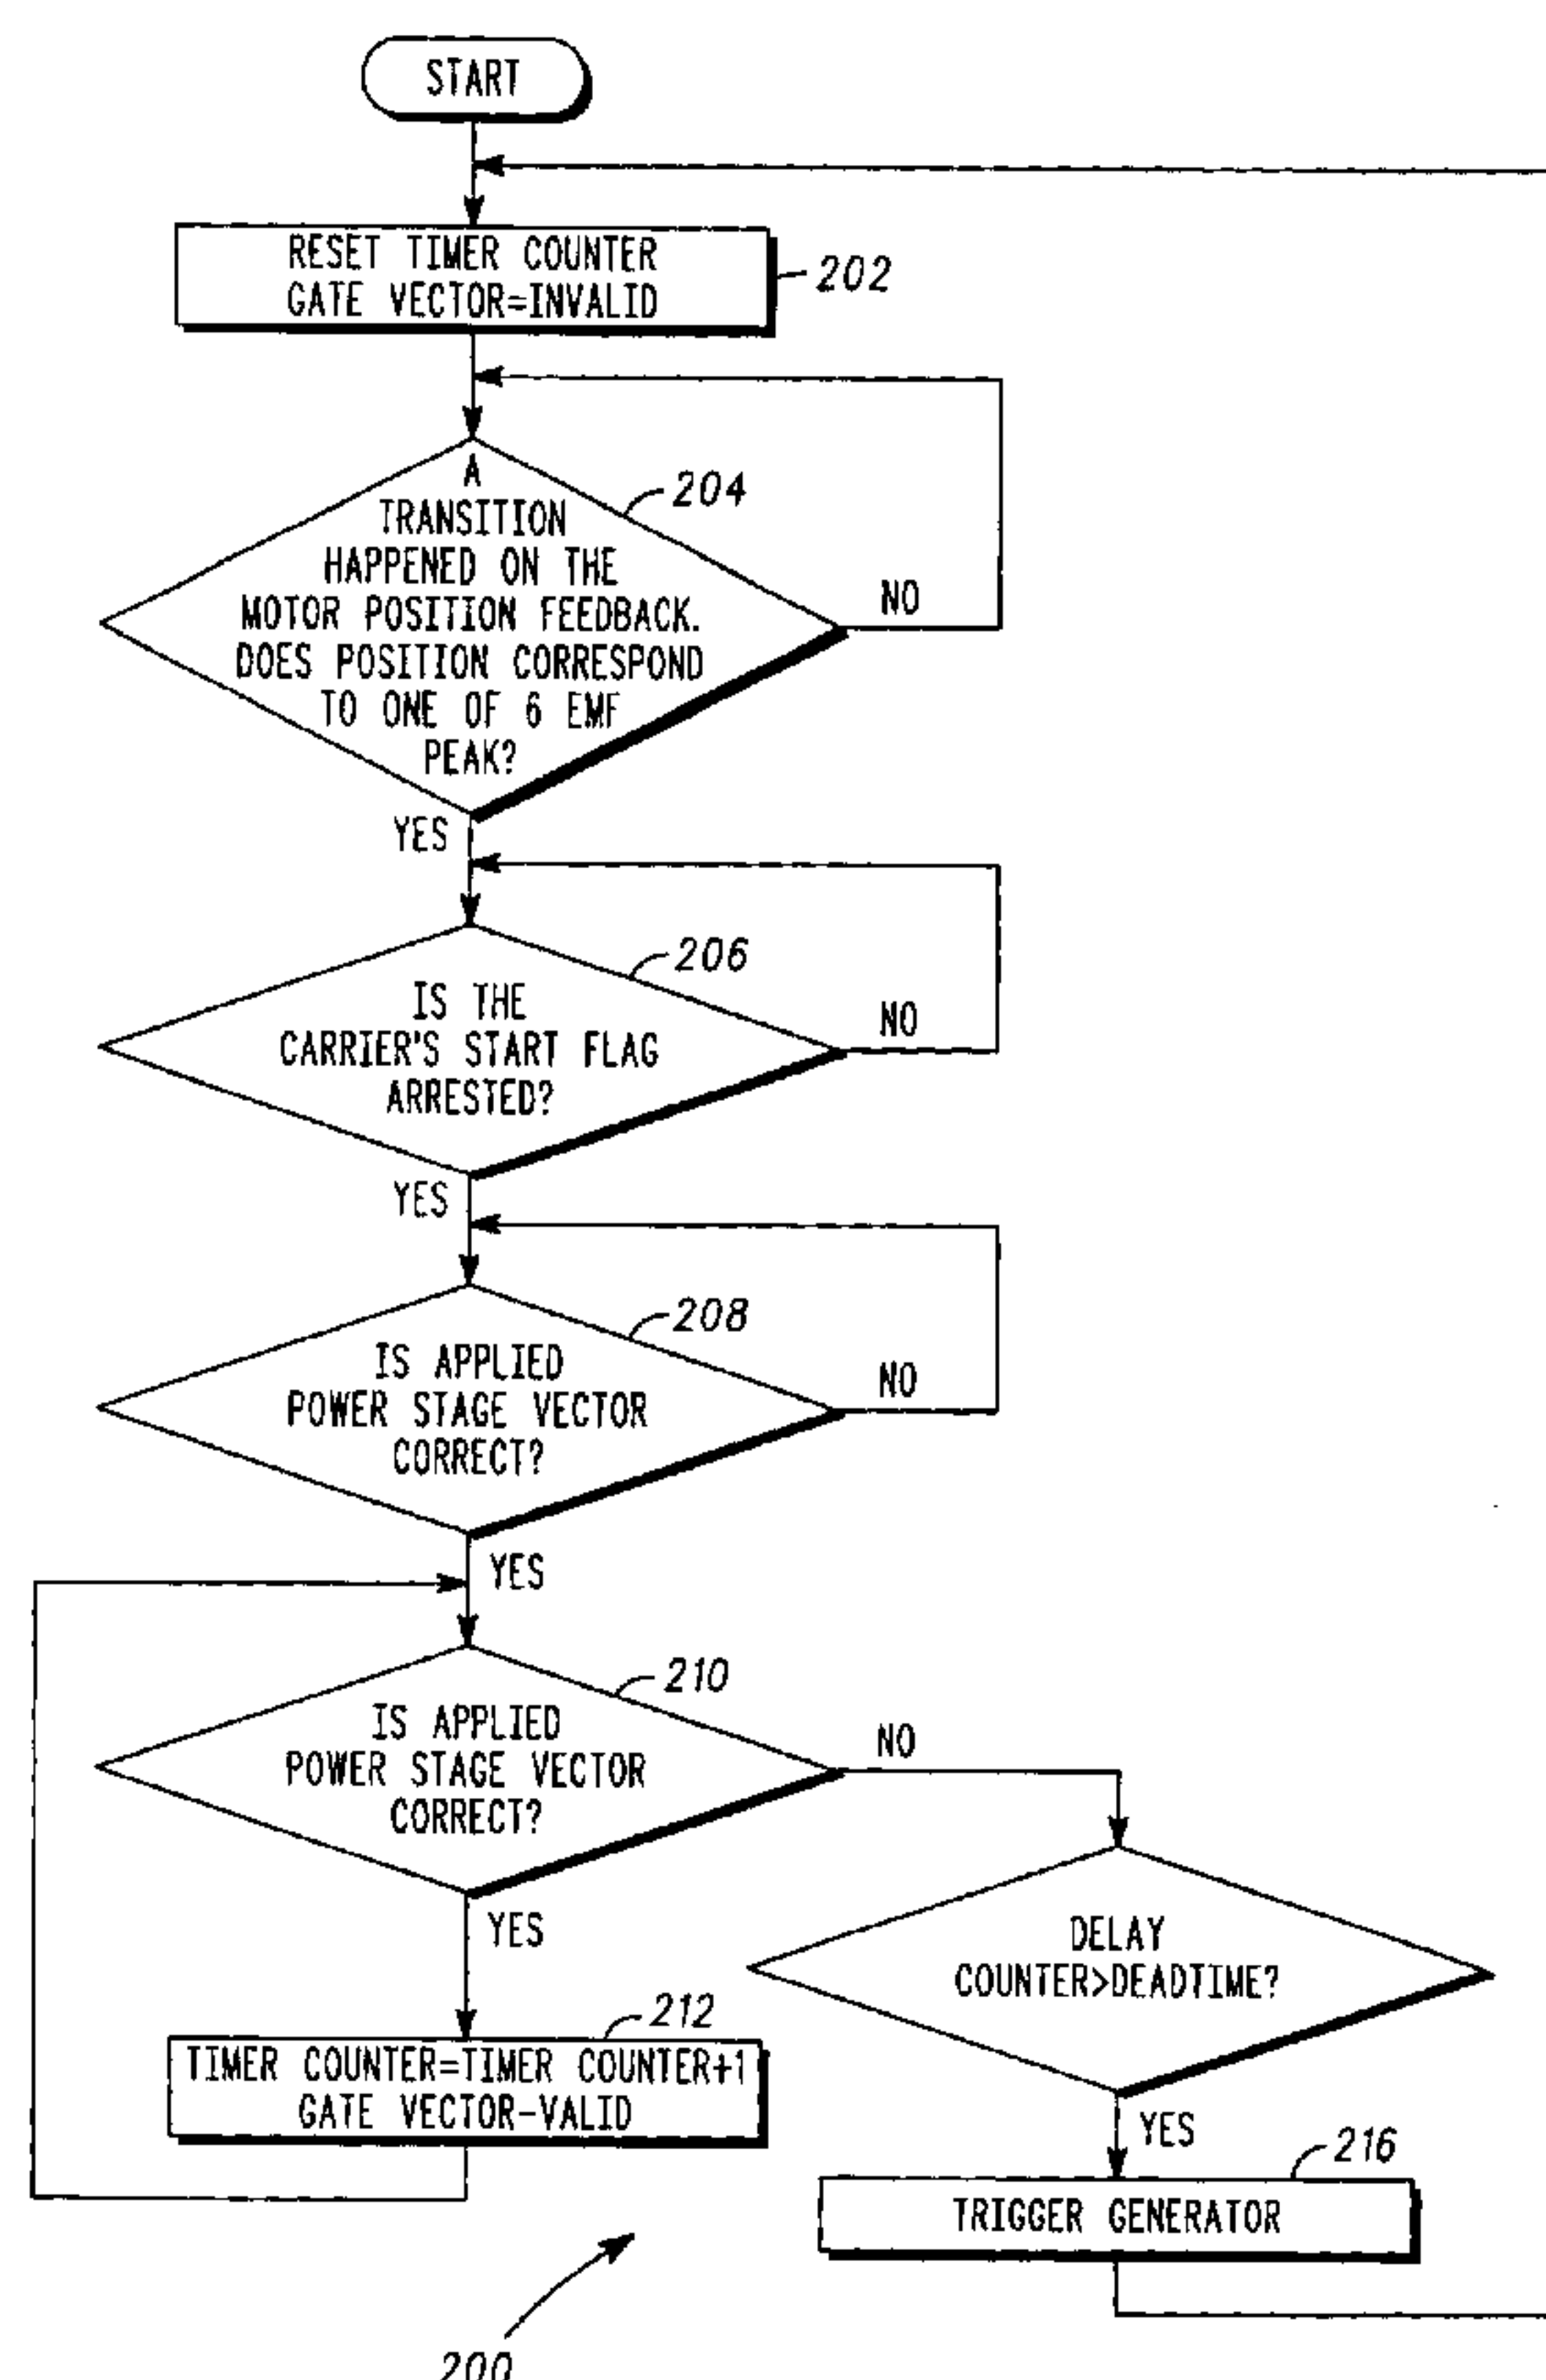 START
RESET TIMER COUNTER
GATE VECTOR=INVALID
202
A
TRANSITION
HAPPENED ON THE
MOTOR POSITION FEEDBACK.
DOES POSITION CORRESPOND
TO ONE OF 6 EMF
PEAK?
204
NO
YES
IS THE
CARRIER'S START FLAG
ARRESTED?
206
NO
YES
IS APPLIED
POWER STAGE VECTOR
CORRECT?
208
NO
YES
IS APPLIED
POWER STAGE VECTOR
CORRECT?
210
NO
YES
DELAY
COUNTER>DEADTIME?
212
TIMER COUNTER=TIMER COUNTER+1
GATE VECTOR-VALID
YES
216
TRIGGER GENERATOR
200